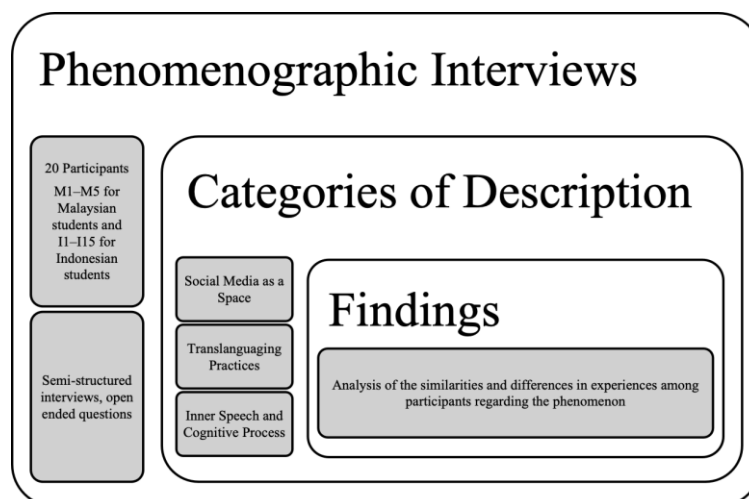 Phenomenographic Interviews
20 Participants
M1–M5 for
Malaysian
students and
I1–I15 for
Indonesian
students
Semi-structured
interviews, open
ended questions
Categories of Description
Social Media as a
Space
Translanguaging
Practices
Inner Speech and
Cognitive Process
Findings
Analysis of the similarities and differences in experiences among
participants regarding the phenomenon